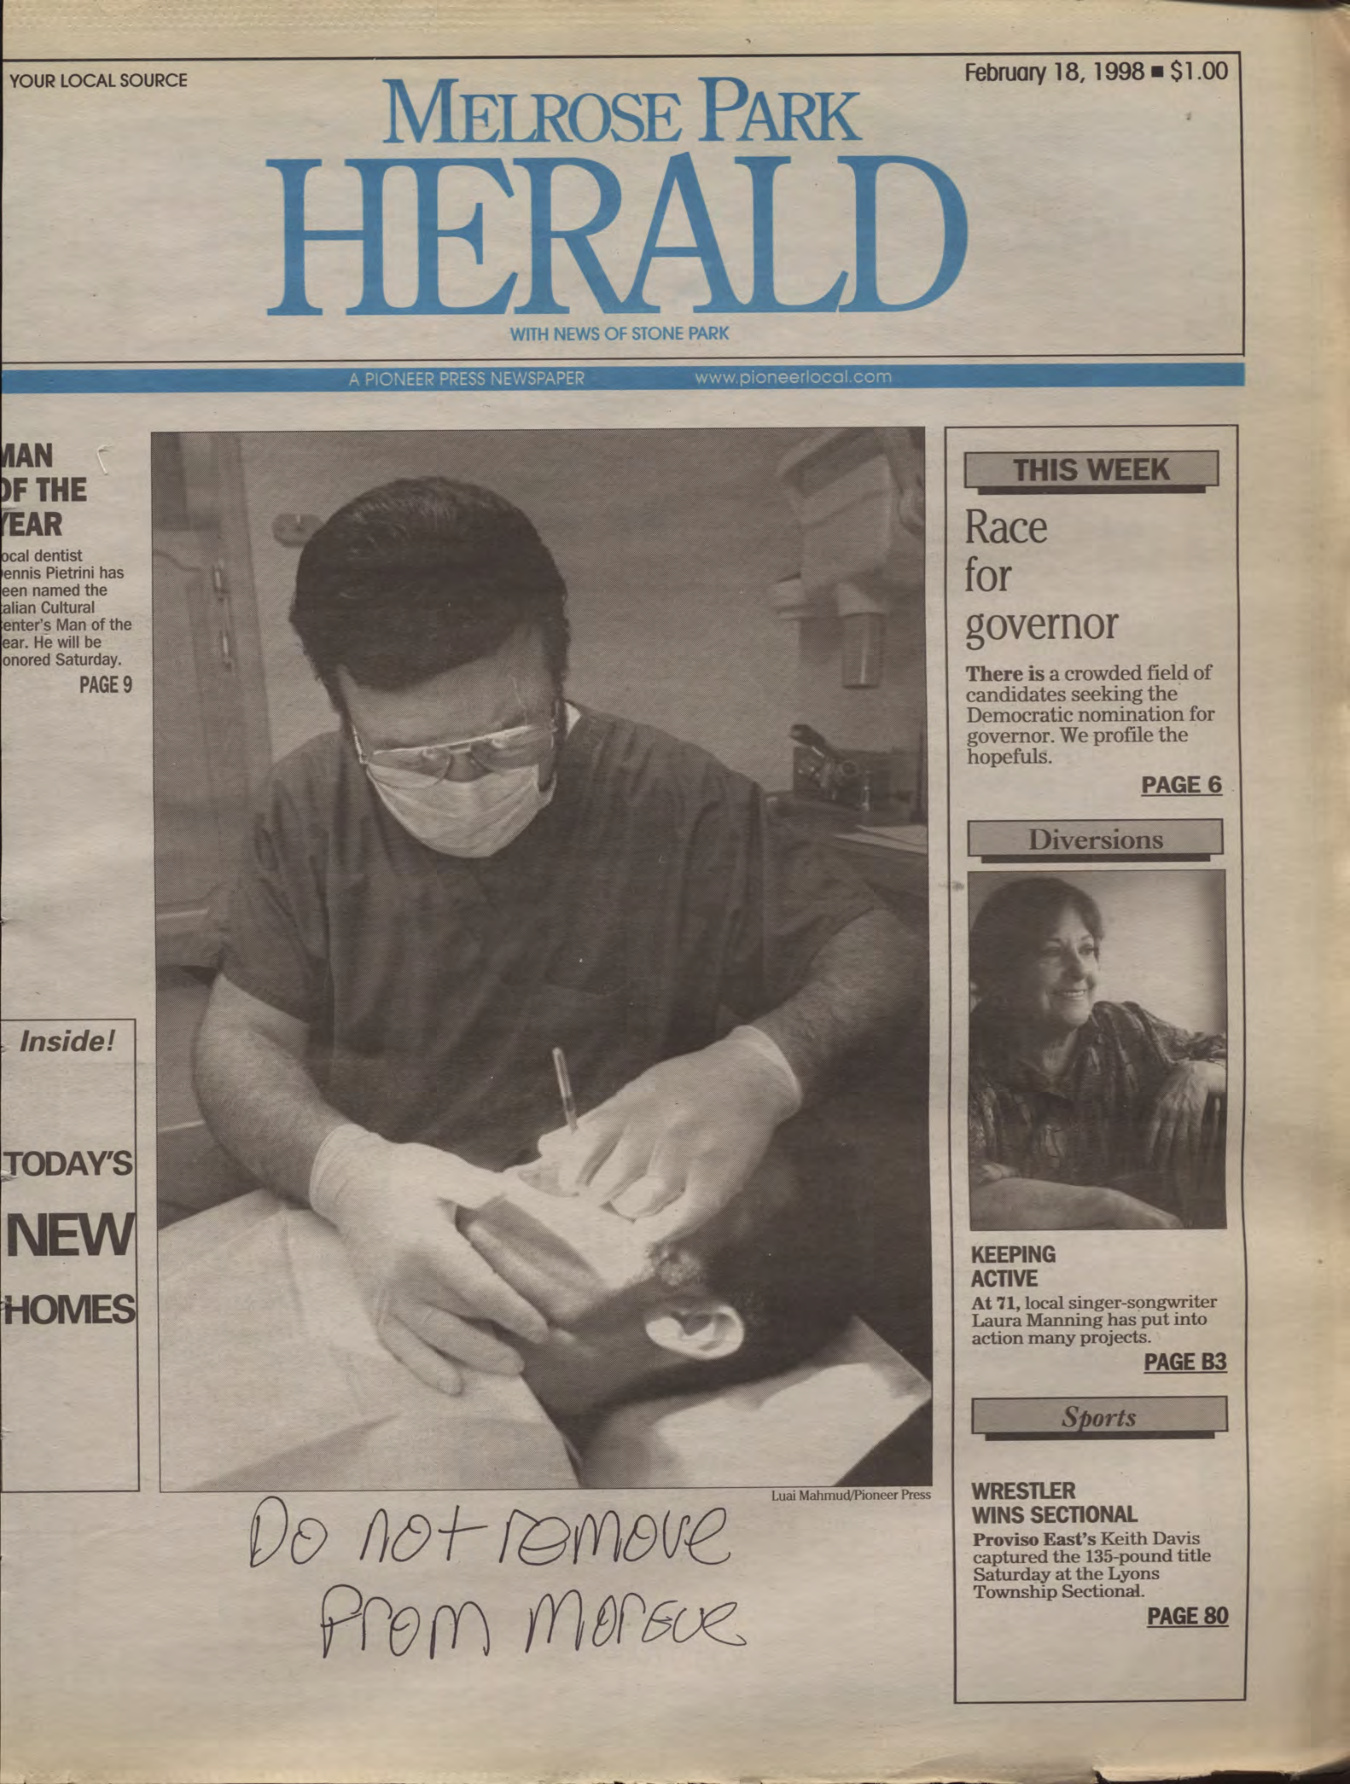 YOUR LOCAL SOURCE
February 18, 1998 ■ $1.00
MELROSE PARK
HERALD
WITH NEWS OF STONE PARK
A PIONEER PRESS NEWSPAPER www.pioneerlocal.com
MAN
OF THE
YEAR
ocal dentist
ennis Pietrini has
een named the
alian Cultural
enter's Man of the
ear. He will be
onored Saturday.
PAGE 9
Inside!
TODAY'S
NEW
HOMES
Luai Mahmud/Pioneer Press
Do not remove
From Morgue
THIS WEEK
Race
for
governor
There is a crowded field of
candidates seeking the
Democratic nomination for
governor. We profile the
hopefuls.
PAGE 6
Diversions
KEEPING
ACTIVE
At 71, local singer-songwriter
Laura Manning has put into
action many projects.
PAGE B3
Sports
WRESTLER
WINS SECTIONAL
Proviso East's Keith Davis
captured the 135-pound title
Saturday at the Lyons
Township Sectional.
PAGE 80